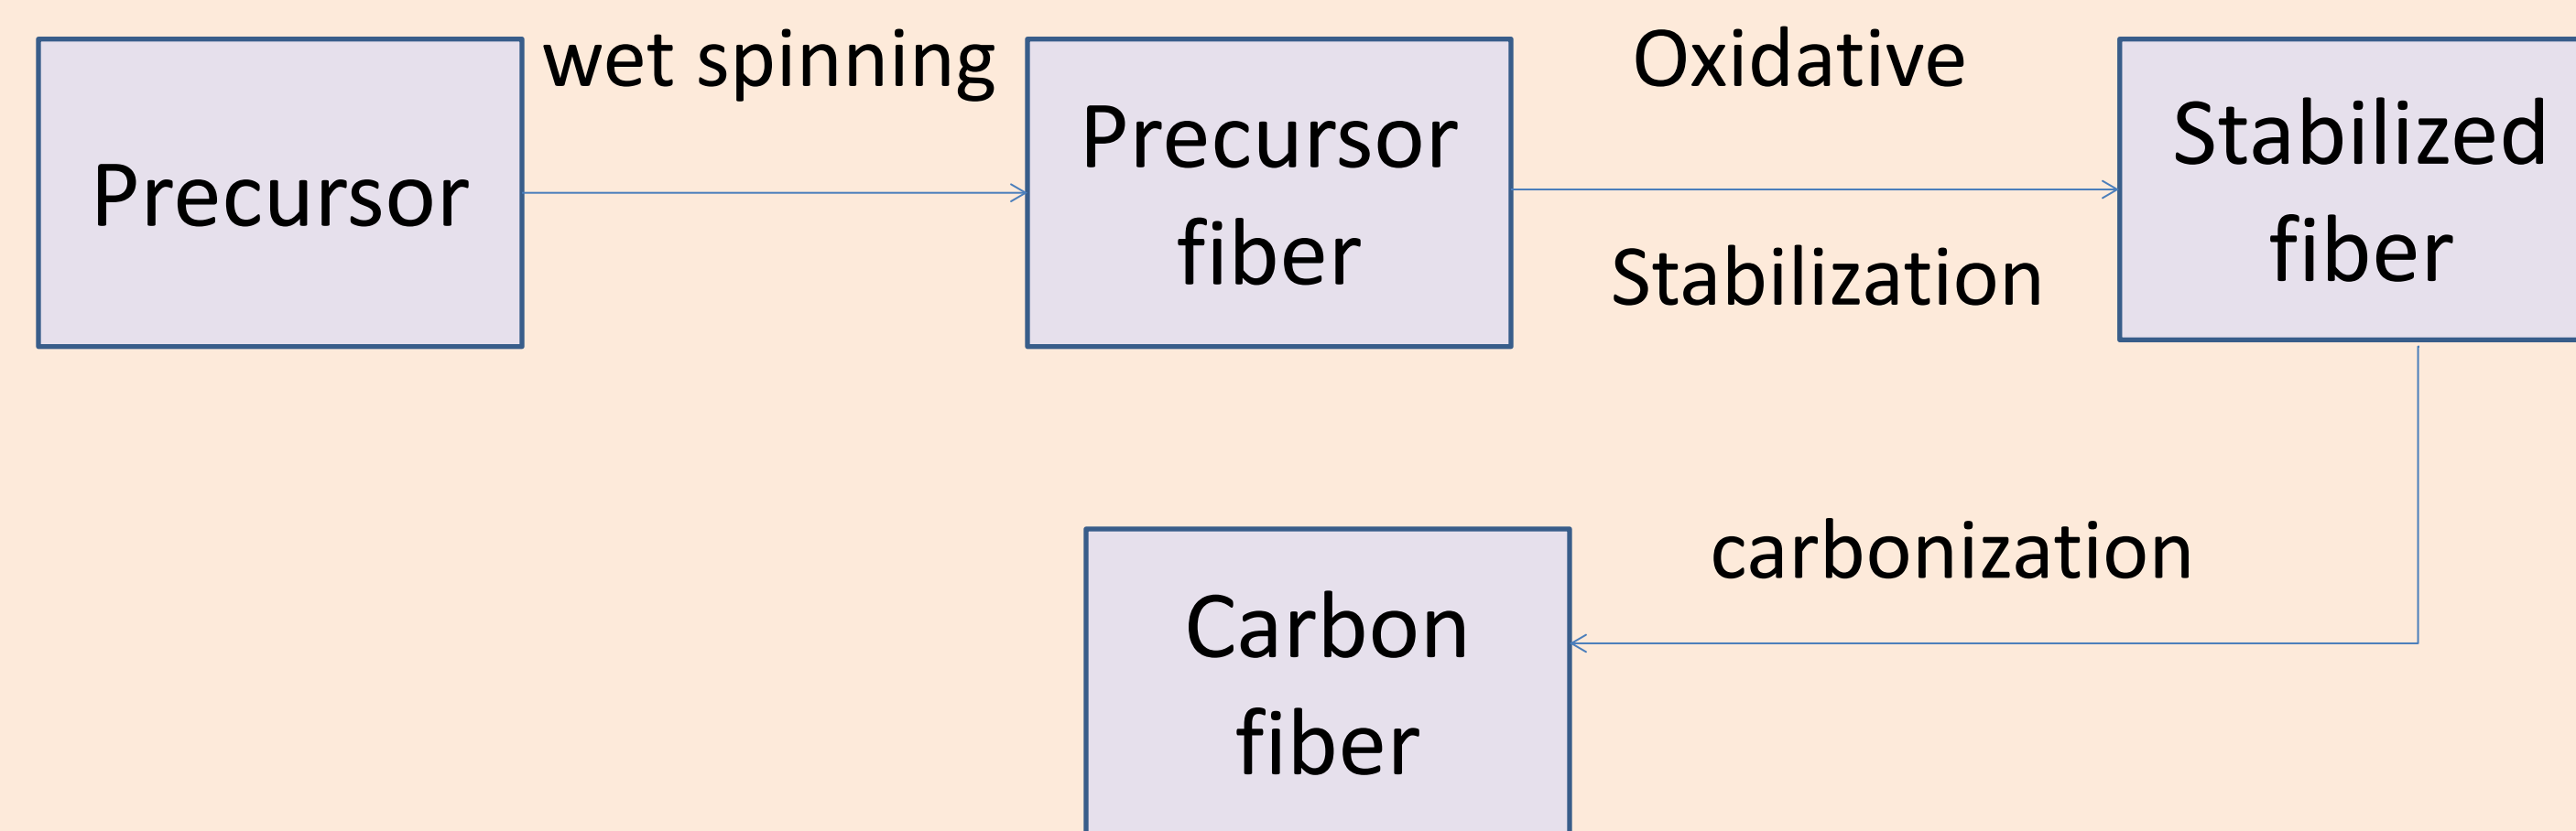 Precursor
wet spinning
Precursor
fiber
Oxidative
Stabilization
Stabilized
fiber
carbonization
Carbon
fiber